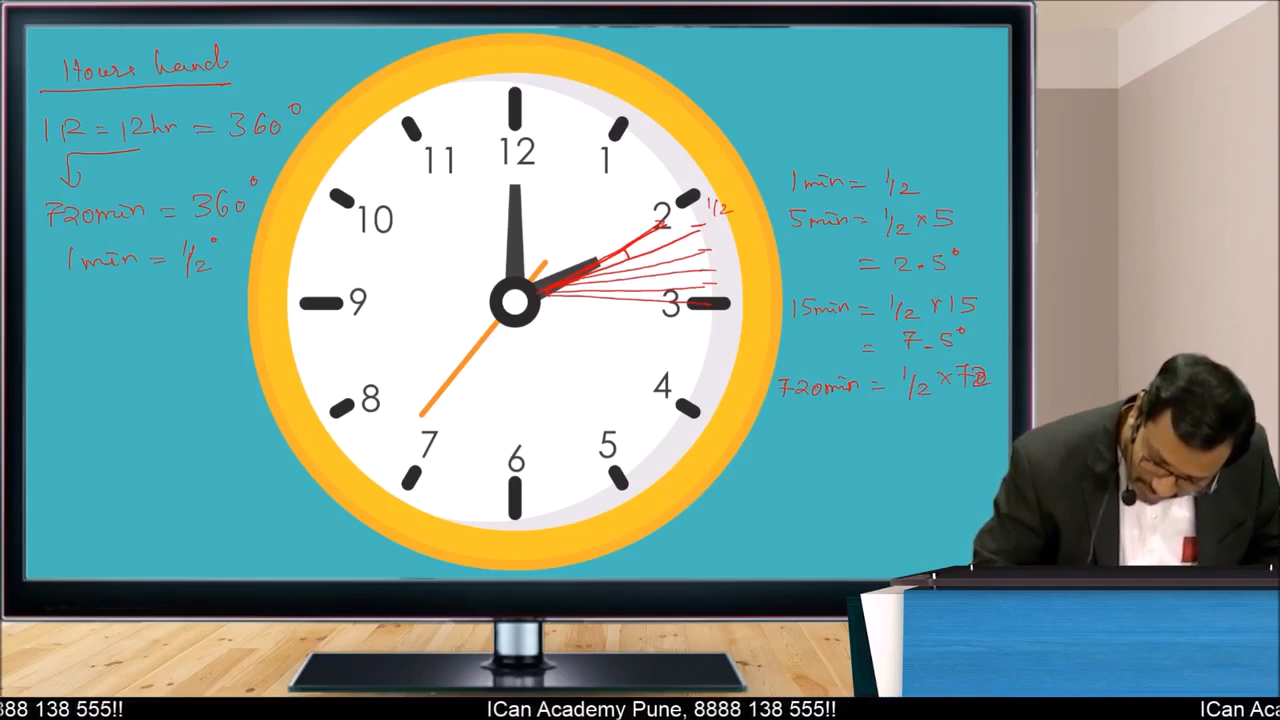 Hours hand
1R = 12hr = 360°
720min = 360°
1min = 1/2°
12
1
2
3
4
5
6
7
8
9
10
11
1/2
1min = 1/2
5min = 1/2 × 5
= 2.5°
15min = 1/2 × 15
= 7.5°
720min = 1/2 × 720
888 138 555!!
ICan Academy Pune, 8888 138 555!!
ICan Aca